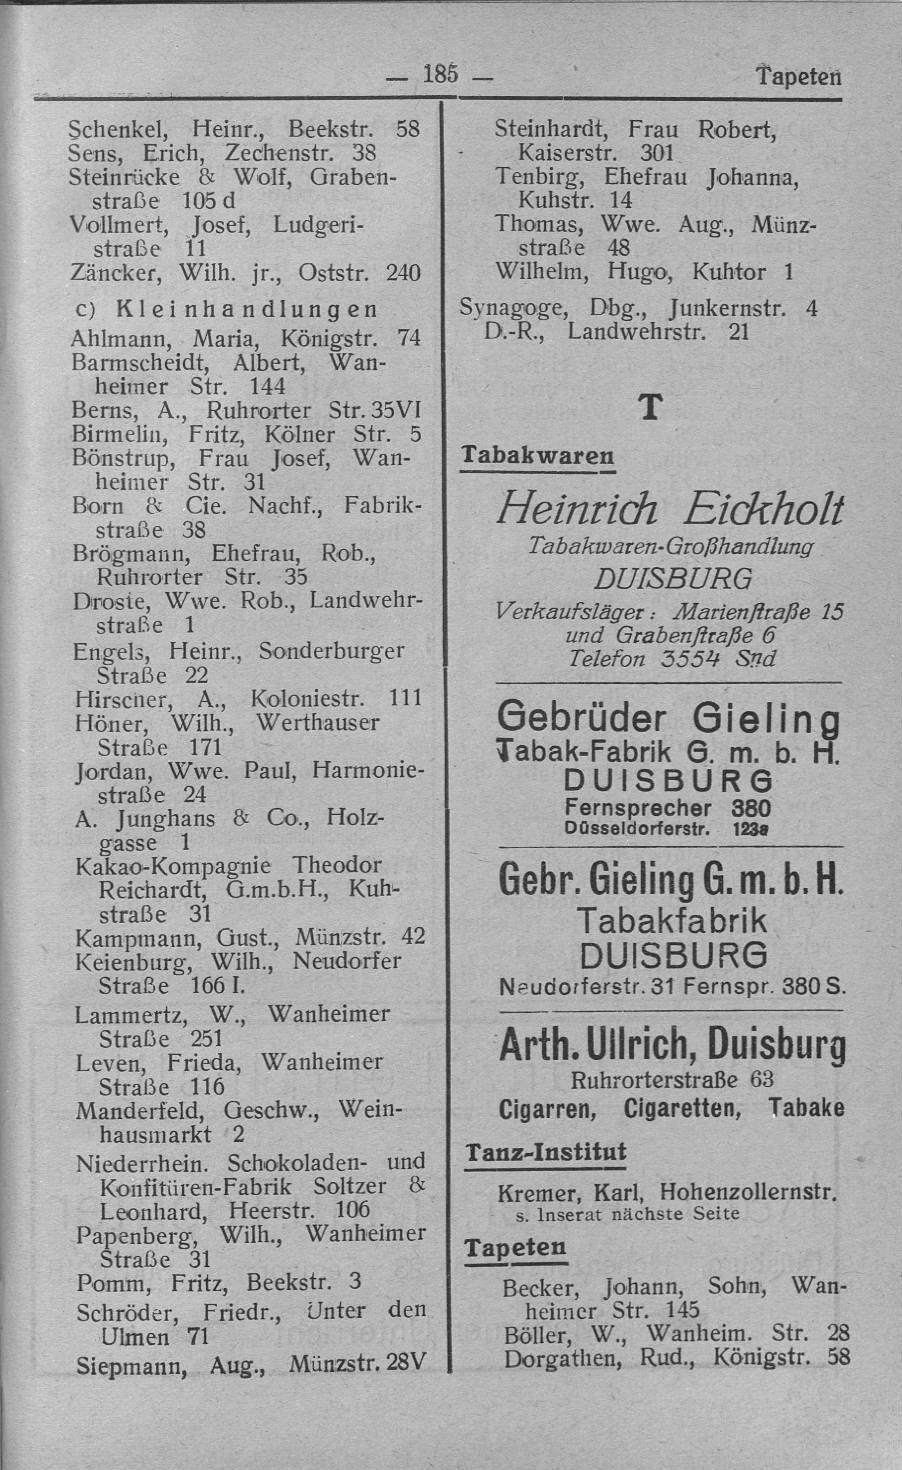 — 185 —
Tapeten
Schenkel, Heinr., Beekstr. 58
Sens, Erich, Zechenstr. 38
Steinrücke & Wolf, Graben-
straße 105 d
Vollmert, Josef, Ludgeri-
straße 11
Zäncker, Wilh. jr., Oststr. 240
c) Kleinhandlungen
Ahlmann, Maria, Königstr. 74
Barmscheidt, Albert, Wan-
heimer Str. 144
Berns, A., Ruhrorter Str. 35VI
Birmelin, Fritz, Kölner Str. 5
Bönstrup, Frau Josef, Wan-
heimer Str. 31
Born & Cie. Nachf., Fabrik-
straße 38
Brögmann, Ehefrau, Rob.,
Ruhrorter Str. 35
Droste, Wwe. Rob., Landwehr-
straße 1
Engels, Heinr., Sonderburger
Straße 22
Hirscher, A., Koloniestr. 111
Höner, Wilh., Werthauser
Straße 171
Jordan, Wwe. Paul, Harmonie-
straße 24
A. Junghans & Co., Holz-
gasse 1
Kakao-Kompagnie Theodor
Reichardt, G.m.b.H., Kuh-
straße 31
Kampmann, Gust., Münzstr. 42
Keienburg, Wilh., Neudorfer
Straße 166 I.
Lammertz, W., Wanheimer
Straße 251
Leven, Frieda, Wanheimer
Straße 116
Manderfeld, Geschw., Wein-
hausmarkt 2
Niederrhein. Schokoladen- und
Konfitüren-Fabrik Soltzer &
Leonhard, Heerstr. 106
Papenberg, Wilh., Wanheimer
Straße 31
Pomm, Fritz, Beekstr. 3
Schröder, Friedr., Unter den
Ulmen 71
Siepmann, Aug., Münzstr. 28V
Steinhardt, Frau Robert,
Kaiserstr. 301
Tenbirg, Ehefrau Johanna,
Kuhstr. 14
Thomas, Wwe. Aug., Münz-
straße 48
Wilhelm, Hugo, Kuhtor 1
Synagoge, Dbg., Junkernstr. 4
D.-R., Landwehrstr. 21
T
Tabakwaren
Heinrich Eickholt
Tabakwaren-Großhandlung
DUISBURG
Verkaufsläger: Marienstraße 15
und Grabenstraße 6
Telefon 3554 Snd
Gebrüder Gieling
Tabak-Fabrik G. m. b. H.
DUISBURG
Fernsprecher 380
Düsseldorferstr. 123a
Gebr. Gieling G. m. b. H.
Tabakfabrik
DUISBURG
Neudorferstr. 31 Fernspr. 380 S.
Arth. Ullrich, Duisburg
Ruhrorterstraße 63
Cigarren, Cigaretten, Tabake
Tanz-Institut
Kremer, Karl, Hohenzollernstr.
s. Inserat nächste Seite
Tapeten
Becker, Johann, Sohn, Wan-
heimer Str. 145
Böller, W., Wanheim. Str. 28
Dorgathen, Rud., Königstr. 58